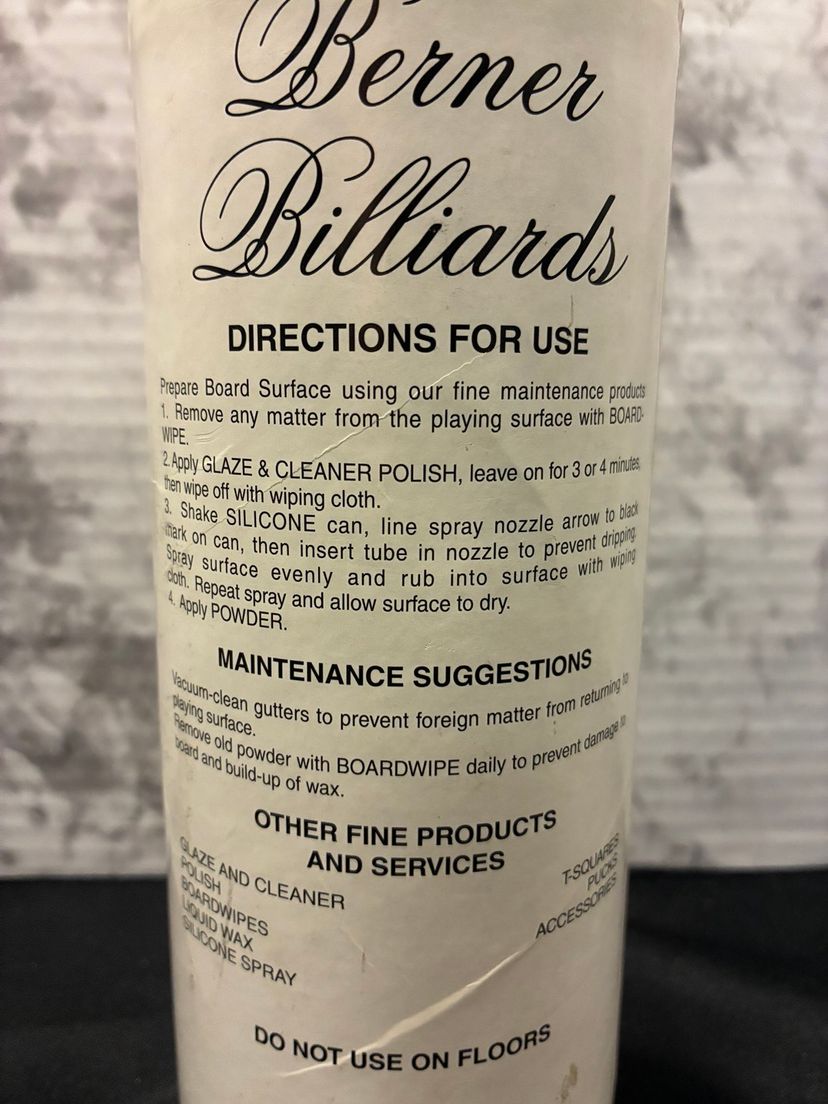 Berner
Billiards
DIRECTIONS FOR USE
Prepare Board Surface using our fine maintenance products
1. Remove any matter from the playing surface with BOARD-
WIPE.
2. Apply GLAZE & CLEANER POLISH, leave on for 3 or 4 minutes,
then wipe off with wiping cloth.
3. Shake SILICONE can, line spray nozzle arrow to black
mark on can, then insert tube in nozzle to prevent dripping.
Spray surface evenly and rub into surface with wiping
cloth. Repeat spray and allow surface to dry.
4. Apply POWDER.
MAINTENANCE SUGGESTIONS
Vacuum-clean gutters to prevent foreign matter from returning to
playing surface.
Remove old powder with BOARDWIPE daily to prevent damage to
board and build-up of wax.
OTHER FINE PRODUCTS
AND SERVICES
GLAZE AND CLEANER
POLISH
BOARDWIPES
LIQUID WAX
SILICONE SPRAY
T-SQUARES
PUCKS
ACCESSORIES
DO NOT USE ON FLOORS